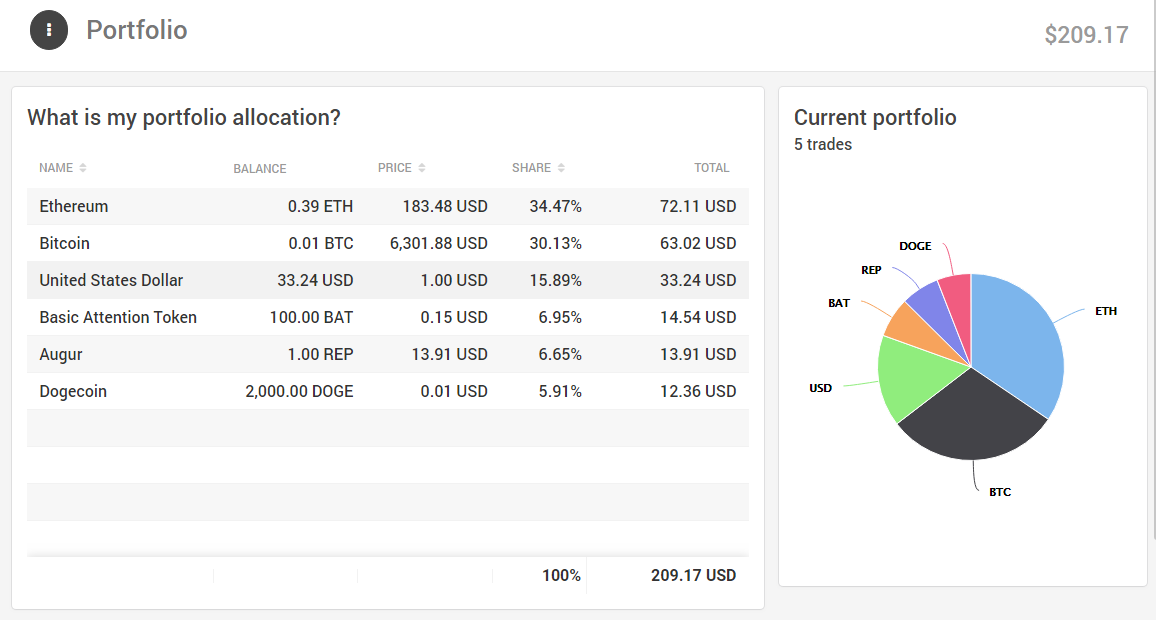 Portfolio
$209.17
What is my portfolio allocation?
NAME BALANCE PRICE SHARE TOTAL
Ethereum 0.39 ETH 183.48 USD 34.47% 72.11 USD
Bitcoin 0.01 BTC 6,301.88 USD 30.13% 63.02 USD
United States Dollar 33.24 USD 1.00 USD 15.89% 33.24 USD
Basic Attention Token 100.00 BAT 0.15 USD 6.95% 14.54 USD
Augur 1.00 REP 13.91 USD 6.65% 13.91 USD
Dogecoin 2,000.00 DOGE 0.01 USD 5.91% 12.36 USD
100% 209.17 USD
Current portfolio
5 trades
DOGE
REP
BAT
ETH
USD
BTC